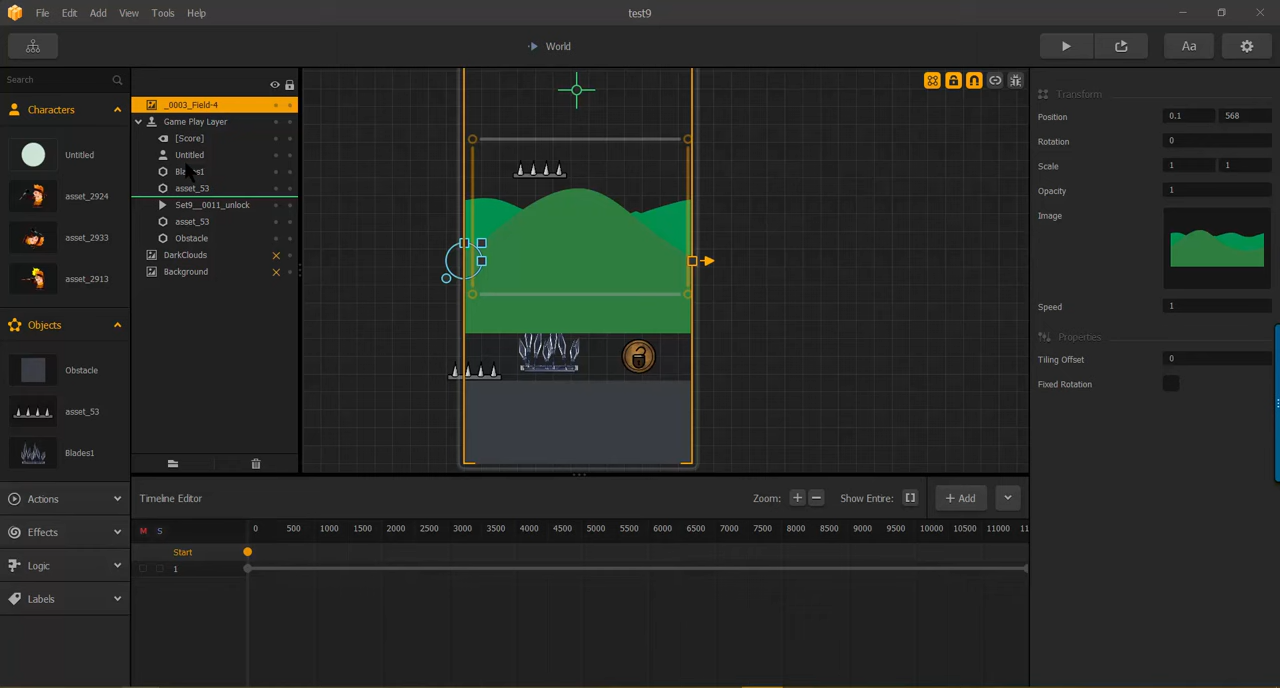 File Edit Add View Tools Help test9
World Aa
Search
Characters
Untitled
asset_2924
asset_2933
asset_2913
Objects
Obstacle
asset_53
Blades1
Actions
Effects
Logic
Labels
_0003_Field-4
Game Play Layer
[Score]
Untitled
Blades1
asset_53
Set9__0011_unlock
asset_53
Obstacle
DarkClouds
Background
Transform
Position 0.1 568
Rotation 0
Scale 1 1
Opacity 1
Image
Speed 1
Properties
Tiling Offset 0
Fixed Rotation
Timeline Editor Zoom: Show Entire: + Add
M S 0 500 1000 1500 2000 2500 3000 3500 4000 4500 5000 5500 6000 6500 7000 7500 8000 8500 9000 9500 10000 10500 11
Start
1